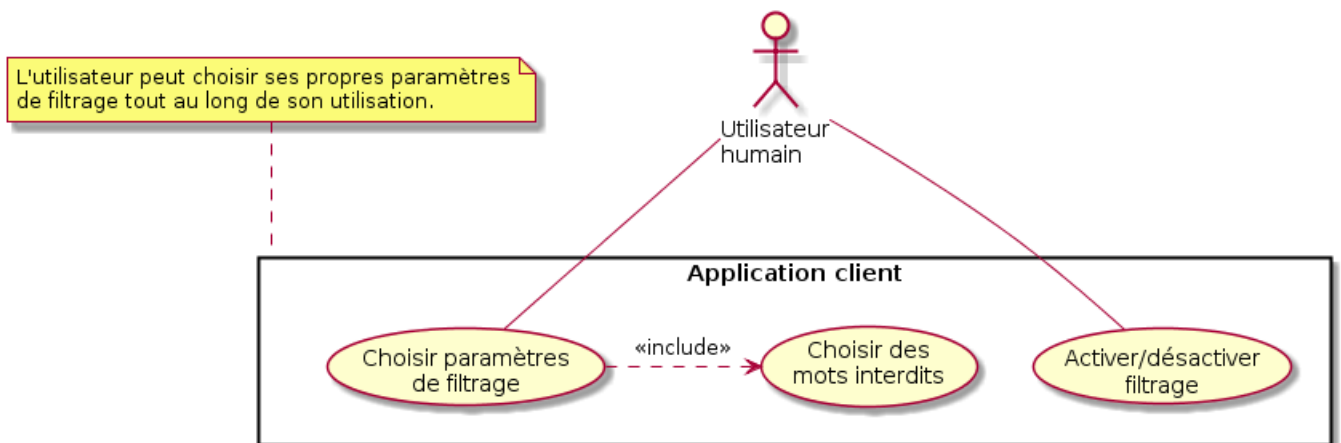 L'utilisateur peut choisir ses propres paramètres
de filtrage tout au long de son utilisation.
Utilisateur
humain
Application client
Choisir paramètres
de filtrage
«include»
Choisir des
mots interdits
Activer/désactiver
filtrage